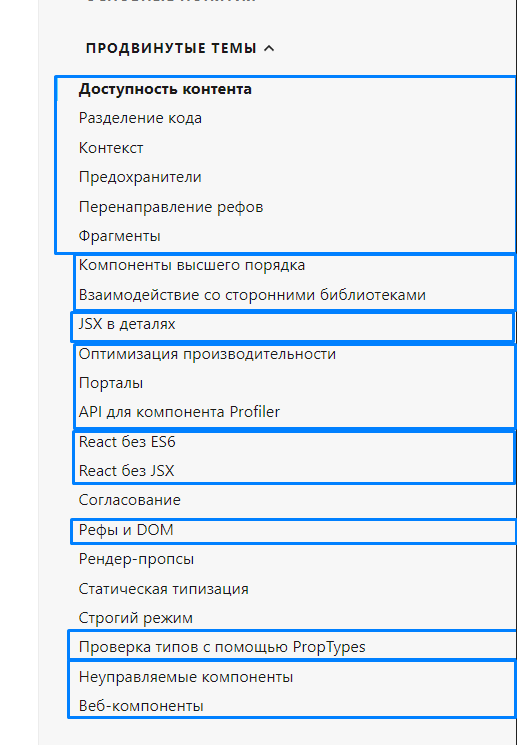 ПРОДВИНУТЫЕ ТЕМЫ
Доступность контента
Разделение кода
Контекст
Предохранители
Перенаправление рефов
Фрагменты
Компоненты высшего порядка
Взаимодействие со сторонними библиотеками
JSX в деталях
Оптимизация производительности
Порталы
API для компонента Profiler
React без ES6
React без JSX
Согласование
Рефы и DOM
Рендер-пропсы
Статическая типизация
Строгий режим
Проверка типов с помощью PropTypes
Неуправляемые компоненты
Веб-компоненты